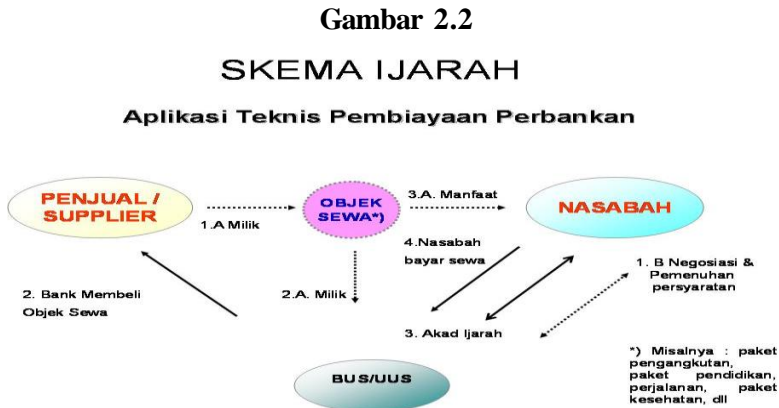 Gambar 2.2
SKEMA IJARAH
Aplikasi Teknis Pembiayaan Perbankan
PENJUAL /
SUPPLIER
1.A Milik
OBJEK
SEWA*)
3.A. Manfaat
NASABAH
4.Nasabah
bayar sewa
1. B Negosiasi &
Pemenuhan
persyaratan
2. Bank Membeli
Objek Sewa
2.A. Milik
3. Akad Ijarah
BUS/UUS
*) Misalnya : paket
pengangkutan,
paket pendidikan,
perjalanan, paket
kesehatan, dll